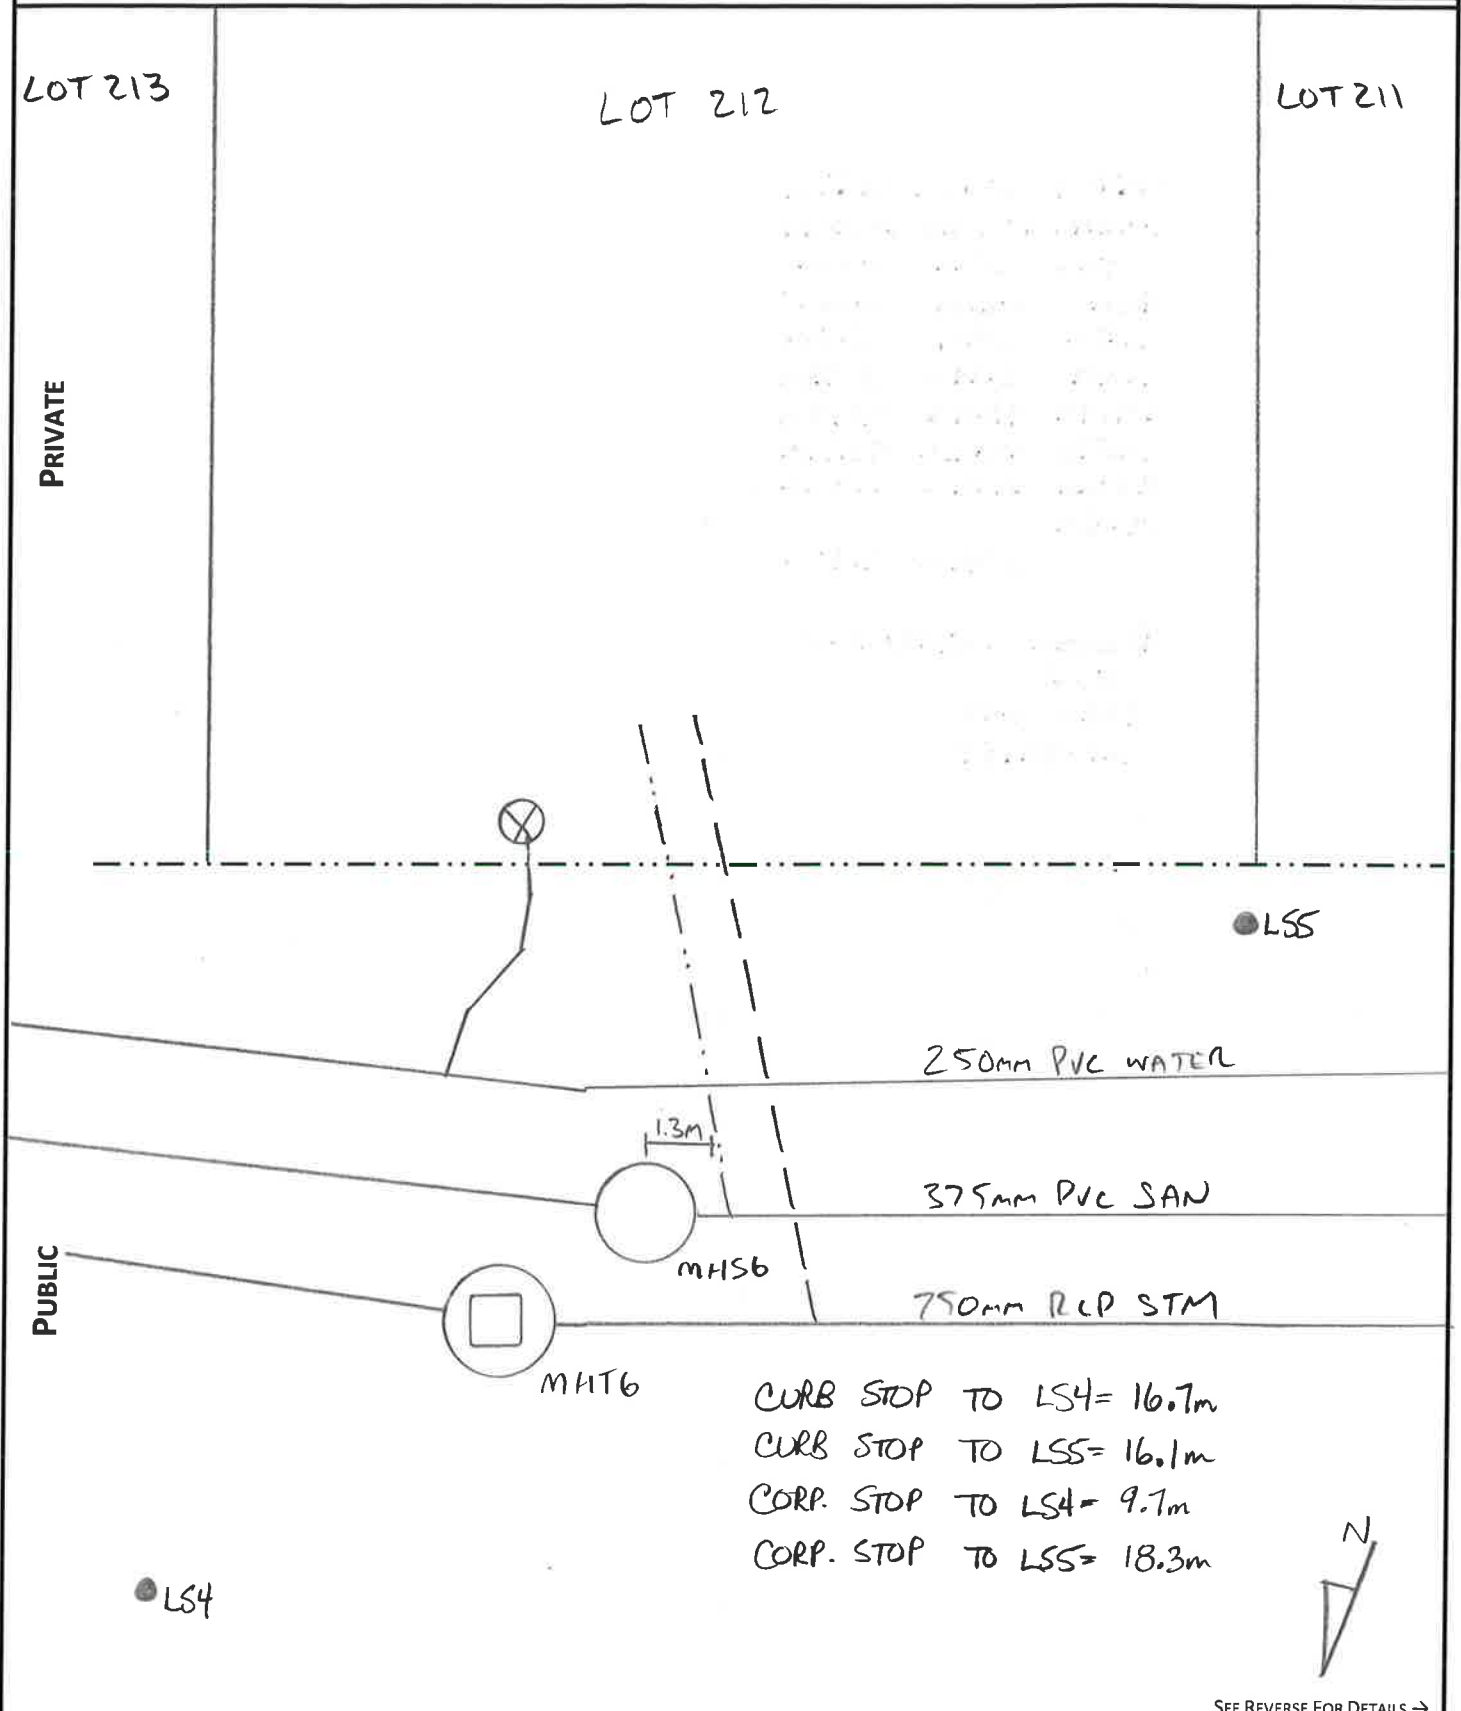 LOT 213
LOT 212
LOT 211
PRIVATE
LS5
250mm PVC WATER
1.3m
375mm PVC SAN
MHS6
PUBLIC
750mm RCP STM
MHT6
CURB STOP TO LS4= 16.7m
CURB STOP TO LS5= 16.1m
CORP. STOP TO LS4= 9.7m
CORP. STOP TO LS5= 18.3m
N
LS4
SEE REVERSE FOR DETAILS →